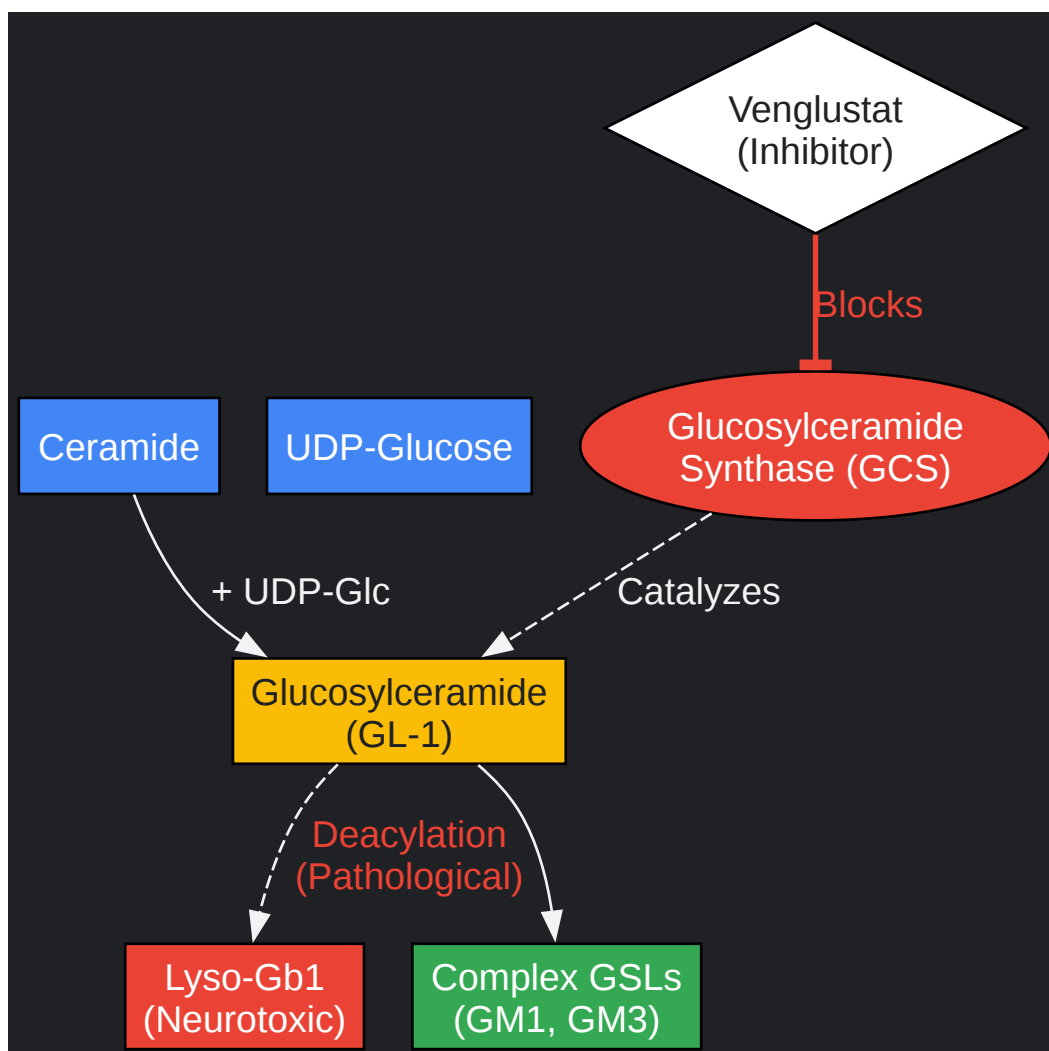 Venglustat
(Inhibitor)
Blocks
Ceramide
UDP-Glucose
Glucosylceramide
Synthase (GCS)
+ UDP-Glc
Catalyzes
Glucosylceramide
(GL-1)
Deacylation
(Pathological)
Lyso-Gb1
(Neurotoxic)
Complex GSLs
(GM1, GM3)